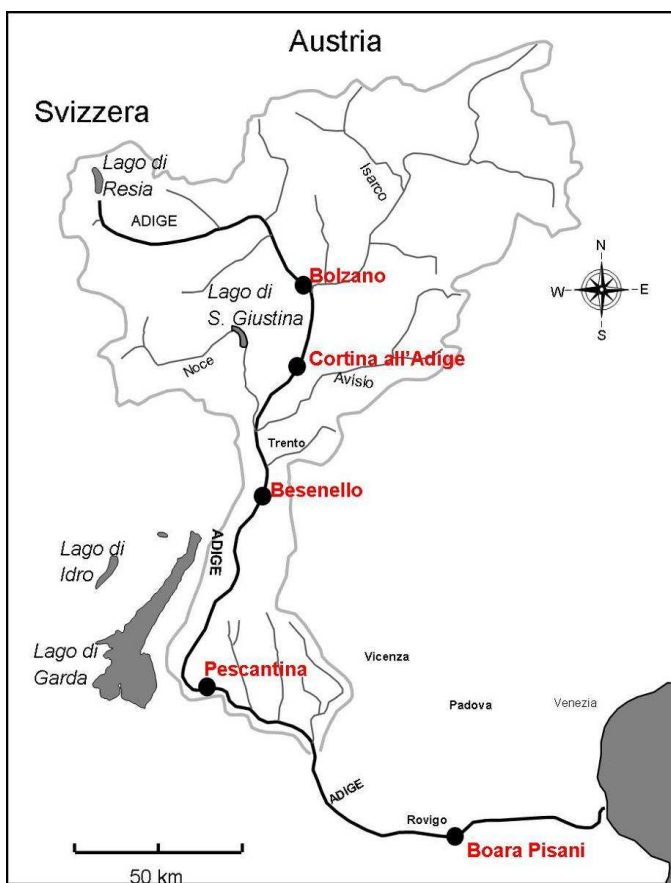 Austria
Svizzera
Lago di
Resia
ADIGE
Isarco
Bolzano
Lago di
S. Giustina
N
W
E
S
Noce
Cortina all'Adige
Avisio
Trento
Besenello
ADIGE
Lago di
Idro
Lago di
Garda
Pescantina
Vicenza
Padova
Venezia
ADIGE
Rovigo
Boara Pisani
50 km